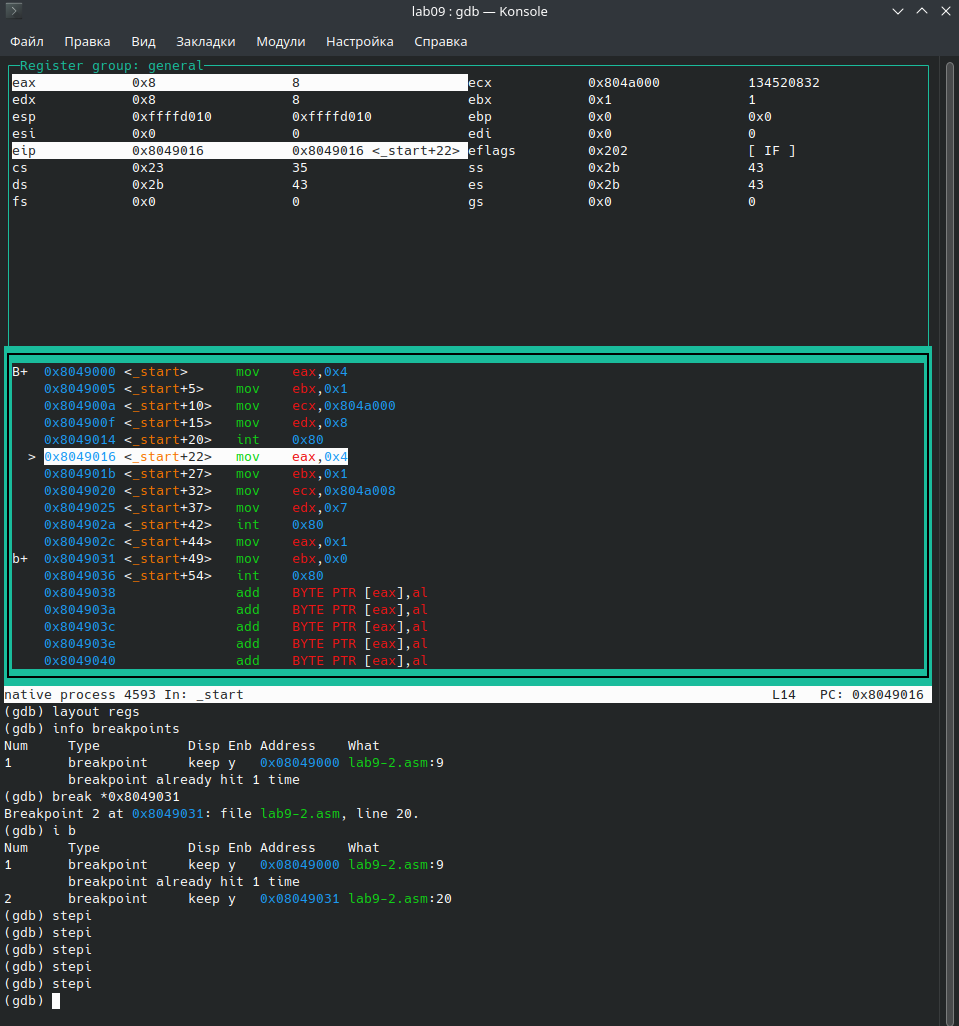 lab09 : gdb — Konsole
Файл Правка Вид Закладки Модули Настройка Справка
Register group: general
eax 0x8 8 ecx 0x804a000 134520832
edx 0x8 8 ebx 0x1 1
esp 0xffffd010 0xffffd010 ebp 0x0 0x0
esi 0x0 0 edi 0x0 0
eip 0x8049016 0x8049016 <_start+22> eflags 0x202 [ IF ]
cs 0x23 35 ss 0x2b 43
ds 0x2b 43 es 0x2b 43
fs 0x0 0 gs 0x0 0
B+ 0x8049000 <_start> mov eax,0x4
0x8049005 <_start+5> mov ebx,0x1
0x804900a <_start+10> mov ecx,0x804a000
0x804900f <_start+15> mov edx,0x8
0x8049014 <_start+20> int 0x80
> 0x8049016 <_start+22> mov eax,0x4
0x804901b <_start+27> mov ebx,0x1
0x8049020 <_start+32> mov ecx,0x804a008
0x8049025 <_start+37> mov edx,0x7
0x804902a <_start+42> int 0x80
0x804902c <_start+44> mov eax,0x1
b+ 0x8049031 <_start+49> mov ebx,0x0
0x8049036 <_start+54> int 0x80
0x8049038 add BYTE PTR [eax],al
0x804903a add BYTE PTR [eax],al
0x804903c add BYTE PTR [eax],al
0x804903e add BYTE PTR [eax],al
0x8049040 add BYTE PTR [eax],al
native process 4593 In: _start L14 PC: 0x8049016
(gdb) layout regs
(gdb) info breakpoints
Num Type Disp Enb Address What
1 breakpoint keep y 0x08049000 lab9-2.asm:9
breakpoint already hit 1 time
(gdb) break *0x8049031
Breakpoint 2 at 0x8049031: file lab9-2.asm, line 20.
(gdb) i b
Num Type Disp Enb Address What
1 breakpoint keep y 0x08049000 lab9-2.asm:9
breakpoint already hit 1 time
2 breakpoint keep y 0x08049031 lab9-2.asm:20
(gdb) stepi
(gdb) stepi
(gdb) stepi
(gdb) stepi
(gdb) stepi
(gdb)